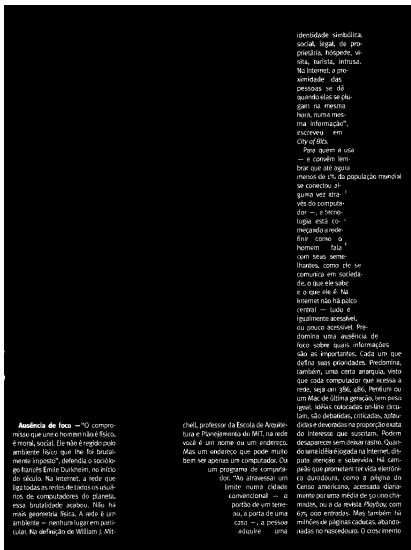 Ausência de foco — "O compro-
misso que une o homem não é físico,
é moral, social. Ele não é regido pelo
ambiente físico que lhe foi brutal-
mente imposto", defendia o sociólo-
go francês Émile Durkheim, no início
do século. Na Internet, a rede que
liga todas as redes de todos os usuá-
rios de computadores do planeta,
essa brutalidade acabou. Não há
mais geometria física. A rede é um
ambiente — nenhum lugar em parti-
cular. Na definição de William J. Mit-
chell, professor da Escola de Arquite-
tura e Planejamento do MIT, na rede
você é um nome ou um endereço.
Mas um endereço que pode muito
bem ser apenas um computador. Ou
um programa de computa-
dor. "Ao atravessar um
limite numa cidade
convencional — o
portão de um terre-
no, a porta de uma
casa —, a pessoa
adquire uma
identidade simbólica,
social, legal, de pro-
prietária, hóspede, vi-
sita, turista, intrusa.
Na Internet, a pro-
ximidade das
pessoas se dá
quando elas se plu-
gam na mesma
hora, numa mes-
ma informação",
escreveu em
City of Bits.
Para quem a usa
— e convém lem-
brar que até agora
menos de 1% da população mundial
se conectou al-
guma vez atra-
vés do computa-
dor —, a tecno-
logia está co-
meçando a rede-
finir como o
homem fala
com seus seme-
lhantes, como ele se
comunica em socieda-
de, o que ele sabe
e o que ele é. Na
Internet não há palco
central — tudo é
igualmente acessível,
ou pouco acessível. Pre-
domina uma ausência de
foco sobre quais informações
são as importantes. Cada um que
defina suas prioridades. Predomina,
também, uma certa anarquia, visto
que cada computador que acessa a
rede, seja um 386, 486, Pentium ou
um Mac de última geração, tem peso
igual. Idéias colocadas on-line circu-
lam, são debatidas, criticadas, aplau-
didas e devoradas na proporção exata
do interesse que suscitam. Podem
desaparecer sem deixar rastro. Quan-
do uma idéia é jogada na Internet, dis-
puta atenção e sobrevida. Há cam-
peãs que prometem ter vida eletrôni-
ca duradoura, como a página do
Censo americano, acessada diaria-
mente por uma média de 50 000 cha-
madas, ou a da revista Playboy, com
675 000 entradas. Mas também há
milhões de páginas caducas, abando-
nadas no nascedouro. O crescimento